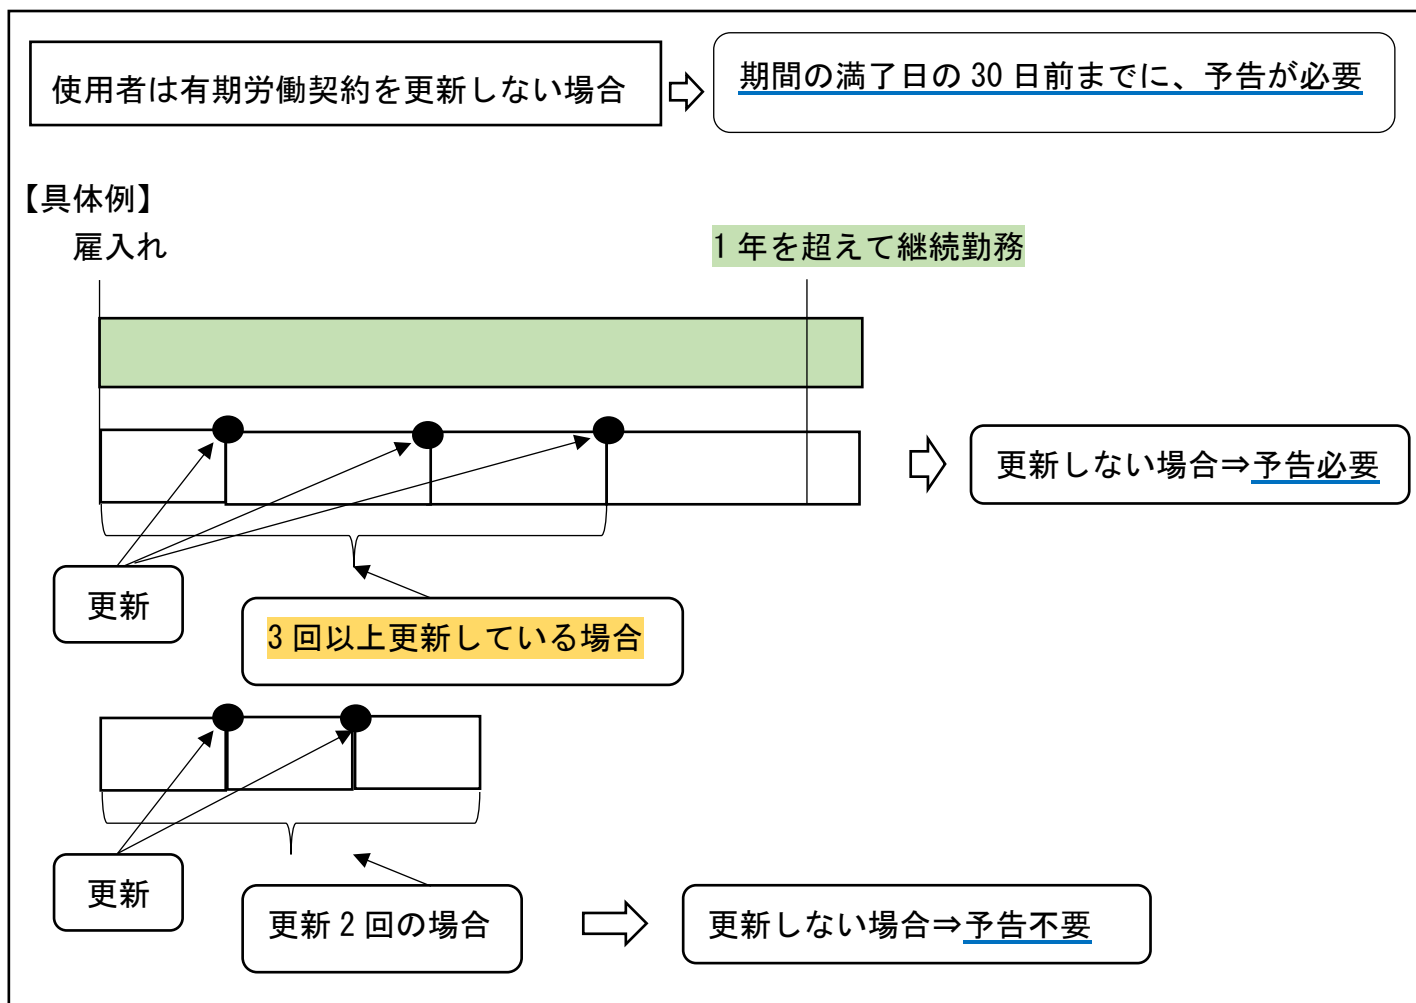 使用者は有期労働契約を更新しない場合
期間の満了日の 30 日前までに、予告が必要
【具体例】
雇入れ
1 年を超えて継続勤務
更新しない場合⇒予告必要
更新
3 回以上更新している場合
更新
更新 2 回の場合
更新しない場合⇒予告不要